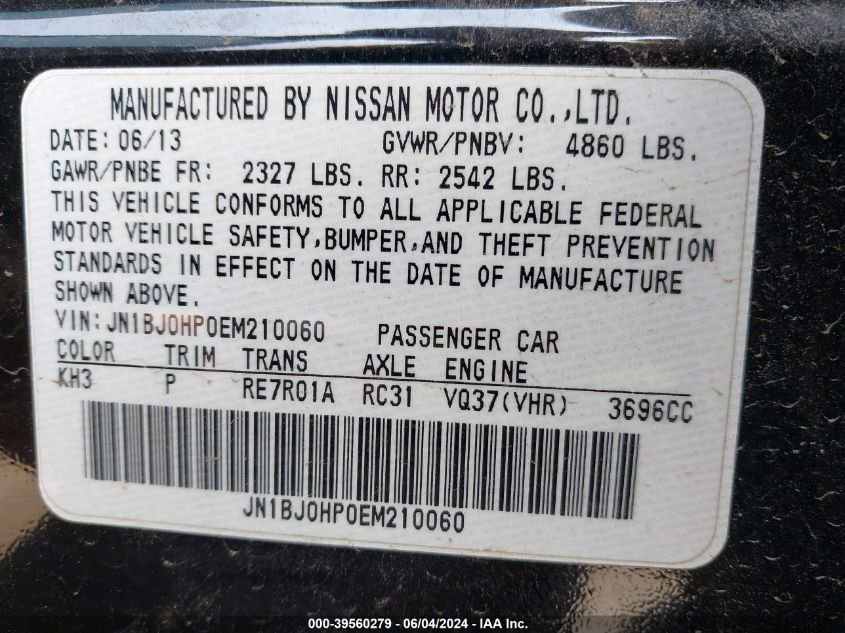 MANUFACTURED BY NISSAN MOTOR CO.,LTD.
DATE: 06/13 GVWR/PNBV: 4860 LBS.
GAWR/PNBE FR: 2327 LBS. RR: 2542 LBS.
THIS VEHICLE CONFORMS TO ALL APPLICABLE FEDERAL
MOTOR VEHICLE SAFETY,BUMPER,AND THEFT PREVENTION
STANDARDS IN EFFECT ON THE DATE OF MANUFACTURE
SHOWN ABOVE.
VIN:JN1BJ0HP0EM210060 PASSENGER CAR
COLOR TRIM TRANS AXLE ENGINE
KH3 P RE7R01A RC31 VQ37(VHR) 3696CC
JN1BJ0HP0EM210060
000-39560279 - 06/04/2024 - IAA Inc.